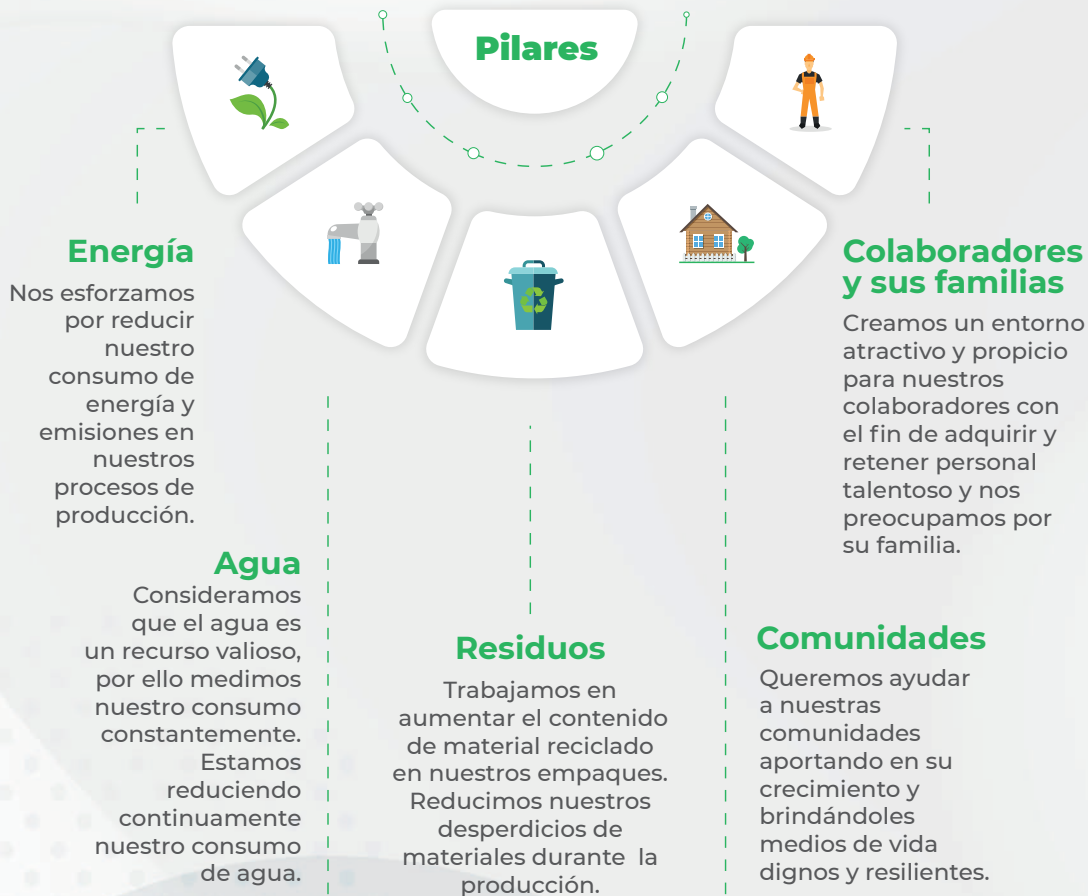 Pilares
Energía
Nos esforzamos
por reducir
nuestro
consumo de
energía y
emisiones en
nuestros
procesos de
producción.
Agua
Consideramos
que el agua es
un recurso valioso,
por ello medimos
nuestro consumo
constantemente.
Estamos
reduciendo
continuamente
nuestro consumo
de agua.
Residuos
Trabajamos en
aumentar el contenido
de material reciclado
en nuestros empaques.
Reducimos nuestros
desperdicios de
materiales durante la
producción.
Comunidades
Queremos ayudar
a nuestras
comunidades
aportando en su
crecimiento y
brindándoles
medios de vida
dignos y resilientes.
Colaboradores
y sus familias
Creamos un entorno
atractivo y propicio
para nuestros
colaboradores con
el fin de adquirir y
retener personal
talentoso y nos
preocupamos por
su familia.